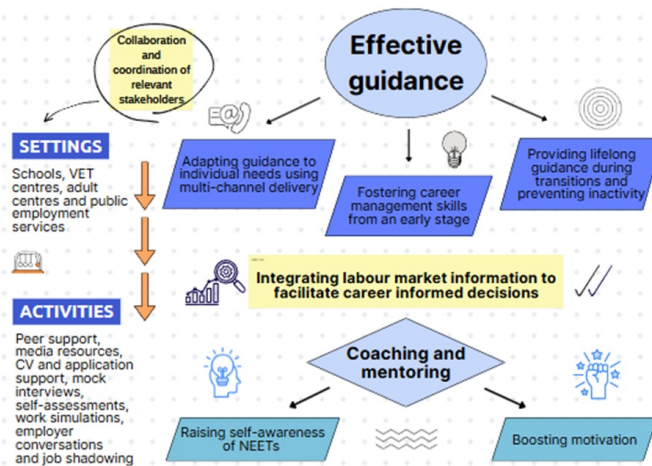 Collaboration
and
coordination of
relevant
stakeholders
Effective
guidance
SETTINGS
Schools, VET
centres, adult
centres and public
employment
services
Adapting guidance to
individual needs using
multi-channel delivery
Fostering career
management skills
from an early stage
Providing lifelong
guidance during
transitions and
preventing inactivity
Integrating labour market information to
facilitate career informed decisions
ACTIVITIES
Peer support,
media resources,
CV and application
support, mock
interviews,
self-assessments,
work simulations,
employer
conversations
and job shadowing
Coaching and
mentoring
Raising self-awareness
of NEETs
Boosting motivation